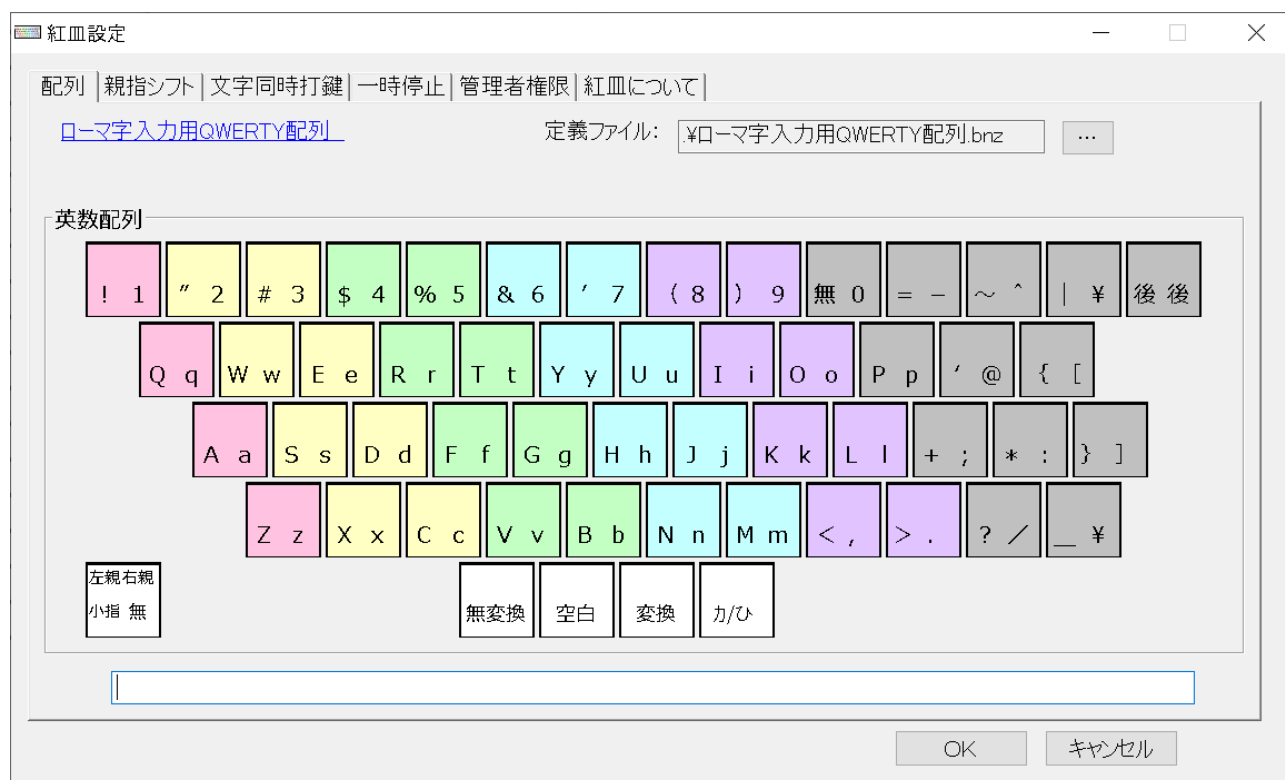 紅皿設定
配列 親指シフト 文字同時打鍵 一時停止 管理者権限 紅皿について
ローマ字入力用QWERTY配列 定義ファイル: .¥ローマ字入力用QWERTY配列.bnz ...
英数配列
! 1 ″ 2 # 3 $ 4 % 5 & 6 ′ 7 ( 8 ) 9 無 0 = − ～ ^ | ¥ 後 後
Q q W w E e R r T t Y y U u I i O o P p ‘ @ { [
A a S s D d F f G g H h J j K k L l + ; * : } ]
Z z X x C c V v B b N n M m < , > . ? ／ ＿ ¥
左親右親
小指 無 無変換 空白 変換 カ/ひ
OK キャンセル